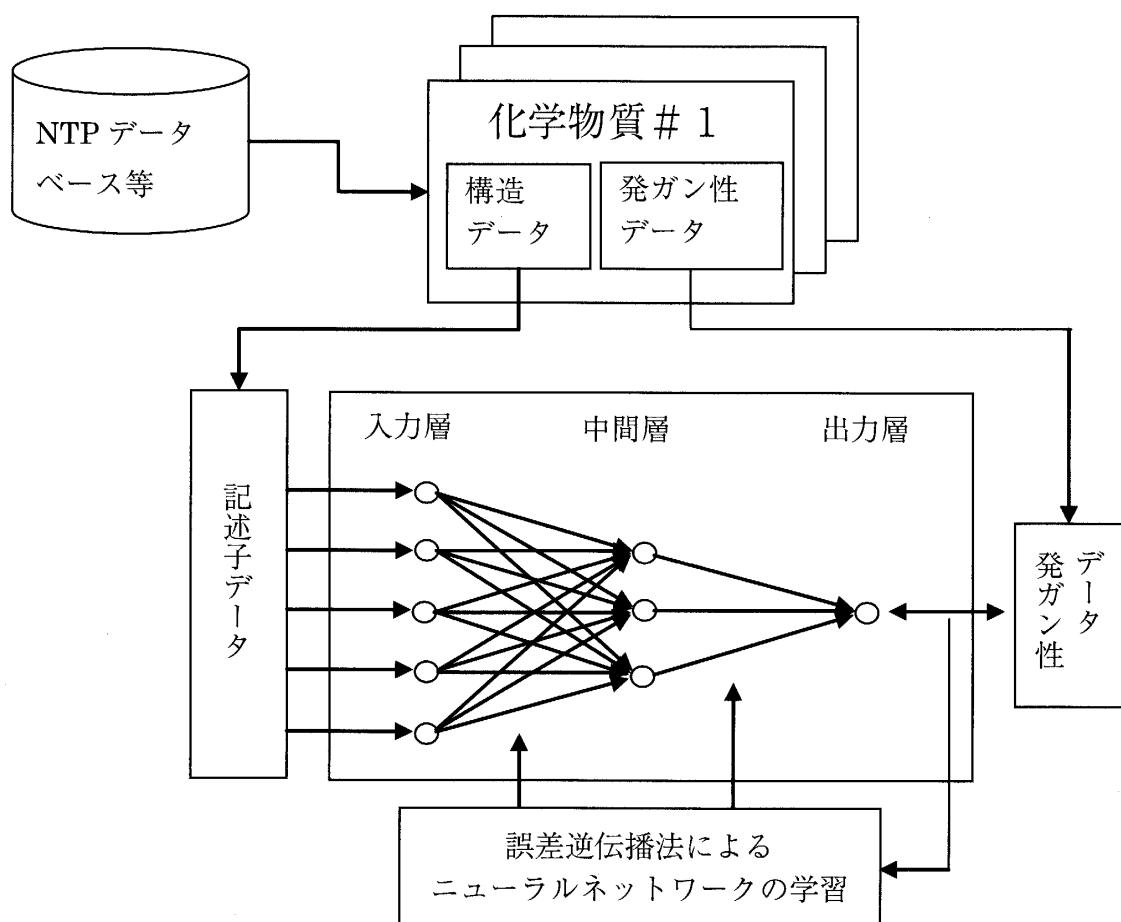 NTP データ
ベース等
化学物質＃1
構造
データ
発ガン性
データ
入力層
中間層
出力層
記述子データ
発ガン性
データ
誤差逆伝播法による
ニューラルネットワークの学習